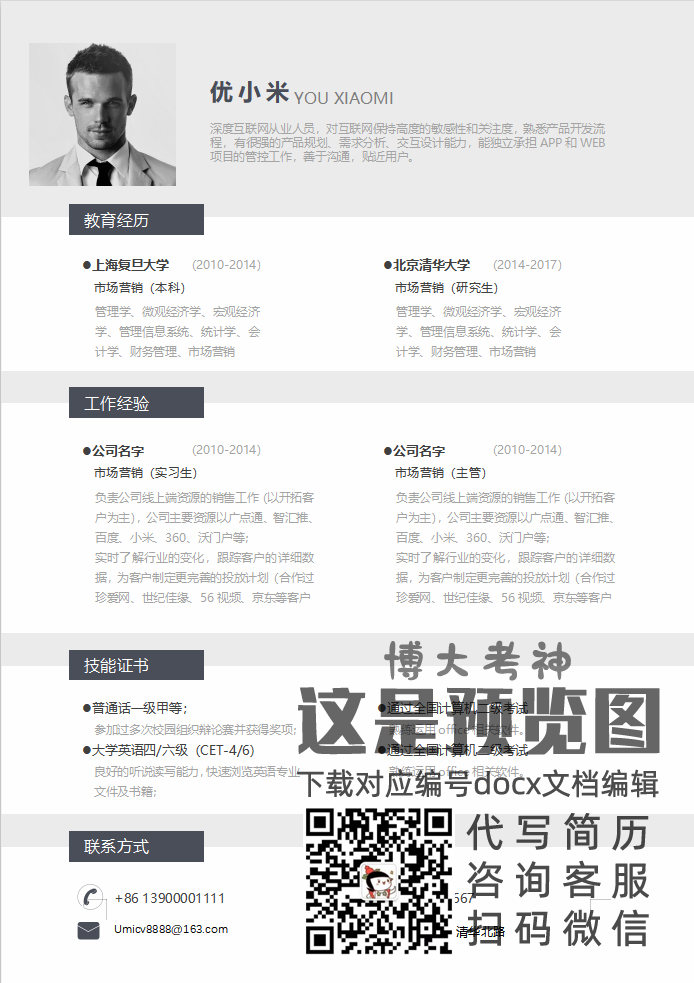 优小米 YOU XIAOMI
深度互联网从业人员，对互联网保持高度的敏感性和关注度，熟悉产品开发流
程，有很强的产品规划、需求分析、交互设计能力，能独立承担 APP 和 WEB
项目的管控工作，善于沟通，贴近用户。
教育经历
●上海复旦大学 （2010-2014）
市场营销（本科）
管理学、微观经济学、宏观经济
学、管理信息系统、统计学、会
计学、财务管理、市场营销
●北京清华大学 （2014-2017）
市场营销（研究生）
管理学、微观经济学、宏观经济
学、管理信息系统、统计学、会
计学、财务管理、市场营销
工作经验
●公司名字 （2010-2014）
市场营销（实习生）
负责公司线上端资源的销售工作（以开拓客
户为主），公司主要资源以广点通、智汇推、
百度、小米、360、沃门户等；
实时了解行业的变化，跟踪客户的详细数
据，为客户制定更完善的投放计划（合作过
珍爱网、世纪佳缘、56 视频、京东等客户
●公司名字 （2010-2014）
市场营销（主管）
负责公司线上端资源的销售工作（以开拓客
户为主），公司主要资源以广点通、智汇推、
百度、小米、360、沃门户等；
实时了解行业的变化，跟踪客户的详细数
据，为客户制定更完善的投放计划（合作过
珍爱网、世纪佳缘、56 视频、京东等客户
技能证书
●普通话一级甲等；
参加过多次校园组织辩论赛并获得奖项；
●大学英语四/六级（CET-4/6）
良好的听说读写能力，快速浏览英语专业
文件及书籍；
●通过全国计算机二级考试
熟练运用 office 相关软件。
●通过全国计算机二级考试
熟练运用 office 相关软件。
博大考神
这是预览图
下载对应编号docx文档编辑
代写简历
咨询客服
扫码微信
联系方式
+86 13900001111
Umicv8888@163.com
567
清华北路